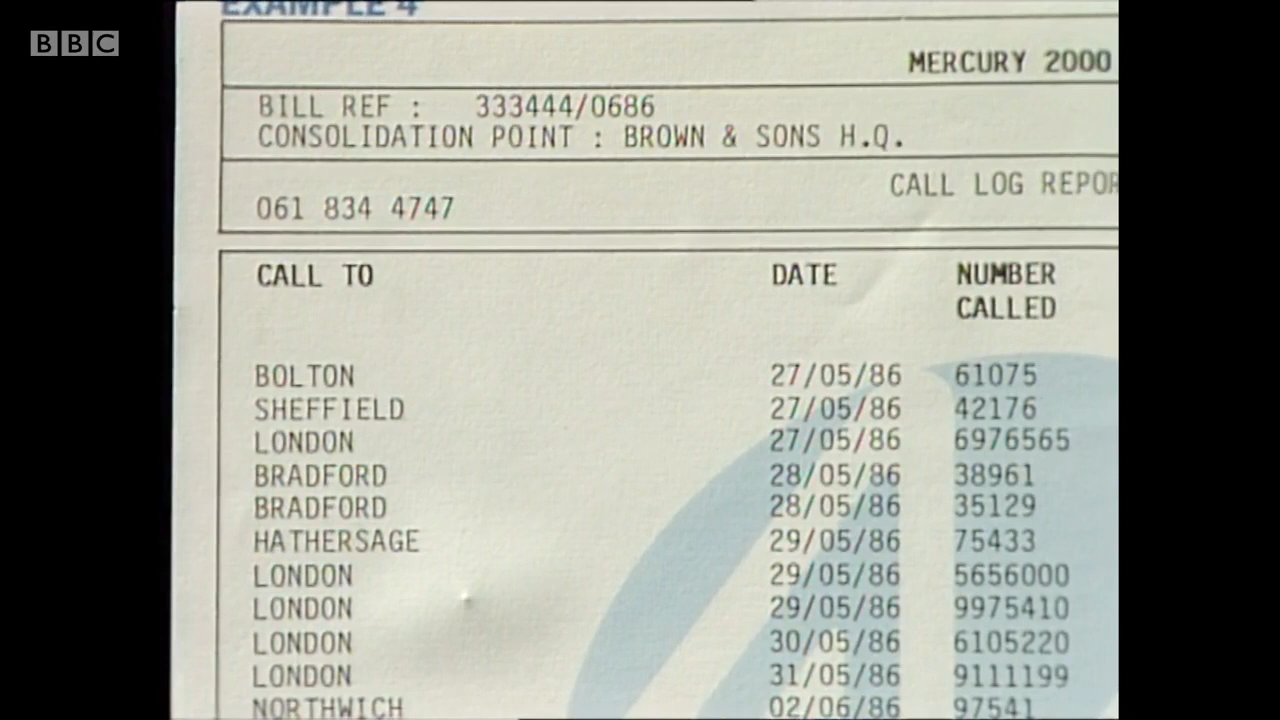 BBC
EXAMPLE 4
MERCURY 2000
BILL REF : 333444/0686
CONSOLIDATION POINT : BROWN & SONS H.Q.
CALL LOG REPOR
061 834 4747
CALL TO DATE NUMBER
CALLED
BOLTON 27/05/86 61075
SHEFFIELD 27/05/86 42176
LONDON 27/05/86 6976565
BRADFORD 28/05/86 38961
BRADFORD 28/05/86 35129
HATHERSAGE 29/05/86 75433
LONDON 29/05/86 5656000
LONDON 29/05/86 9975410
LONDON 30/05/86 6105220
LONDON 31/05/86 9111199
NORTHWICH 02/06/86 97541